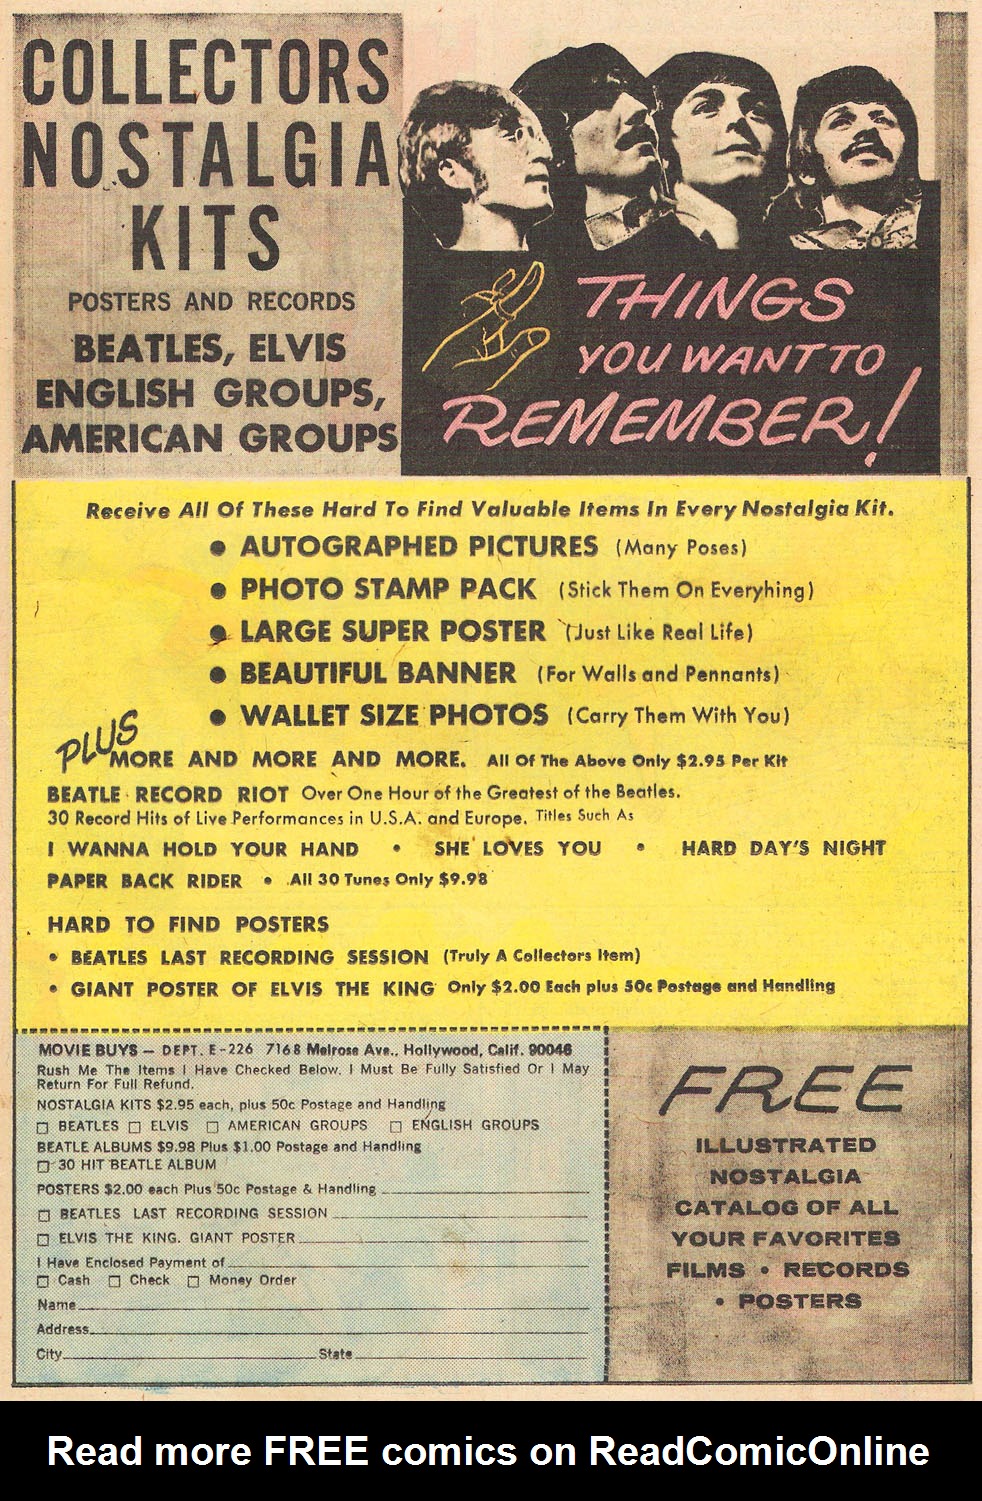 COLLECTORS
NOSTALGIA
KITS
POSTERS AND RECORDS
BEATLES, ELVIS
ENGLISH GROUPS,
AMERICAN GROUPS
THINGS
YOU WANT TO
REMEMBER!
Receive All Of These Hard To Find Valuable Items In Every Nostalgia Kit.
• AUTOGRAPHED PICTURES (Many Poses)
• PHOTO STAMP PACK (Stick Them On Everyhing)
• LARGE SUPER POSTER (Just Like Real Life)
• BEAUTIFUL BANNER (For Walls and Pennants)
• WALLET SIZE PHOTOS (Carry Them With You)
PLUS
MORE AND MORE AND MORE. All Of The Above Only $2.95 Per Kit
BEATLE RECORD RIOT Over One Hour of the Greatest of the Beatles.
30 Record Hits of Live Performances in U.S.A. and Europe. Titles Such As
I WANNA HOLD YOUR HAND • SHE LOVES YOU • HARD DAY'S NIGHT
PAPER BACK RIDER • All 30 Tunes Only $9.98
HARD TO FIND POSTERS
• BEATLES LAST RECORDING SESSION (Truly A Collectors Item)
• GIANT POSTER OF ELVIS THE KING Only $2.00 Each plus 50c Postage and Handling
MOVIE BUYS — DEPT. E-226 7168 Melrose Ave., Hollywood, Calif. 90046
Rush Me The Items I Have Checked Below. I Must Be Fully Satisfied Or I May
Return For Full Refund.
NOSTALGIA KITS $2.95 each, plus 50c Postage and Handling
□ BEATLES □ ELVIS □ AMERICAN GROUPS □ ENGLISH GROUPS
BEATLE ALBUMS $9.98 Plus $1.00 Postage and Handling
□ 30 HIT BEATLE ALBUM
POSTERS $2.00 each Plus 50c Postage & Handling
□ BEATLES LAST RECORDING SESSION
□ ELVIS THE KING. GIANT POSTER
I Have Enclosed Payment of
□ Cash □ Check □ Money Order
Name
Address
City State
FREE
ILLUSTRATED
NOSTALGIA
CATALOG OF ALL
YOUR FAVORITES
FILMS • RECORDS
• POSTERS
Read more FREE comics on ReadComicOnline